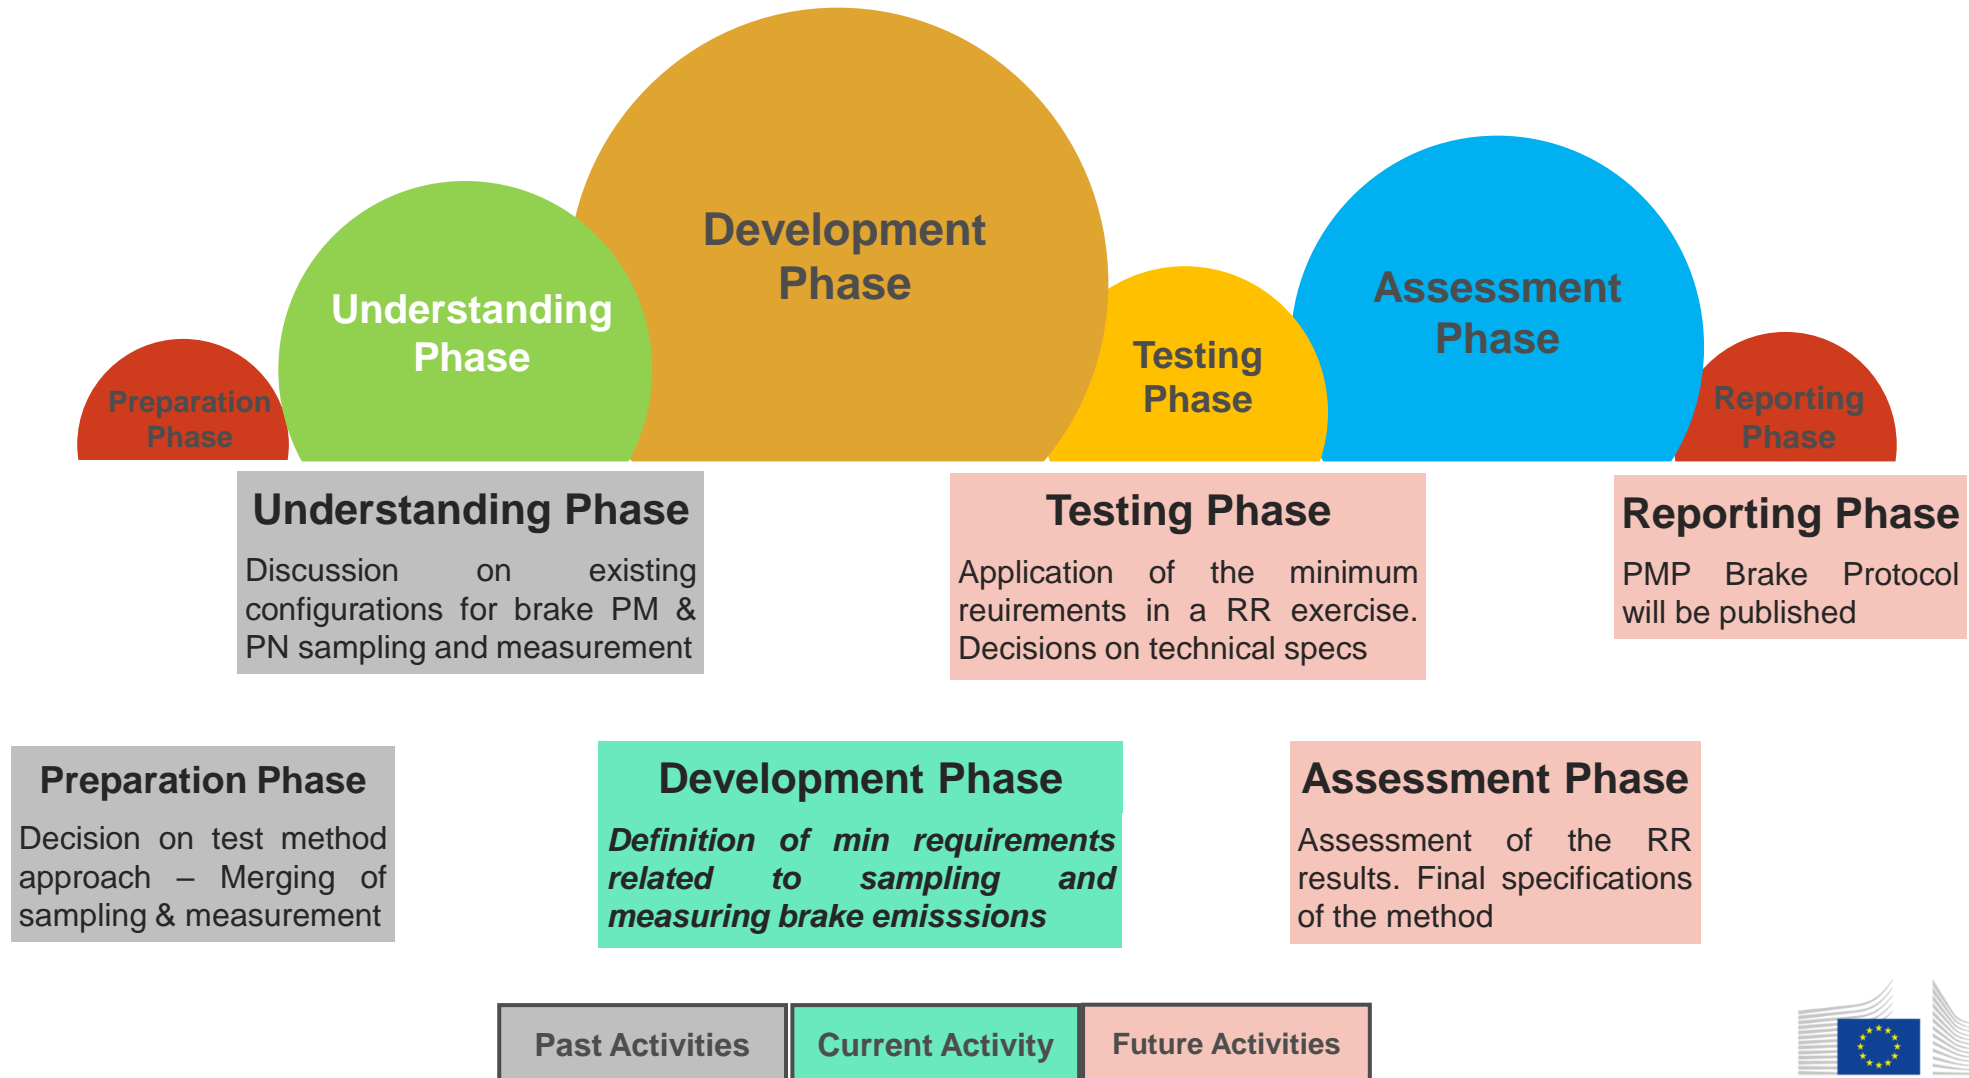 Development
Phase
Understanding
Phase
Assessment
Phase
Testing
Phase
Preparation
Phase
Reporting
Phase
Understanding Phase
Discussion on existing
configurations for brake PM &
PN sampling and measurement
Testing Phase
Application of the minimum
reuirements in a RR exercise.
Decisions on technical specs
Reporting Phase
PMP Brake Protocol
will be published
Preparation Phase
Decision on test method
approach – Merging of
sampling & measurement
Development Phase
Definition of min requirements
related to sampling and
measuring brake emisssions
Assessment Phase
Assessment of the RR
results. Final specifications
of the method
Past Activities
Current Activity
Future Activities